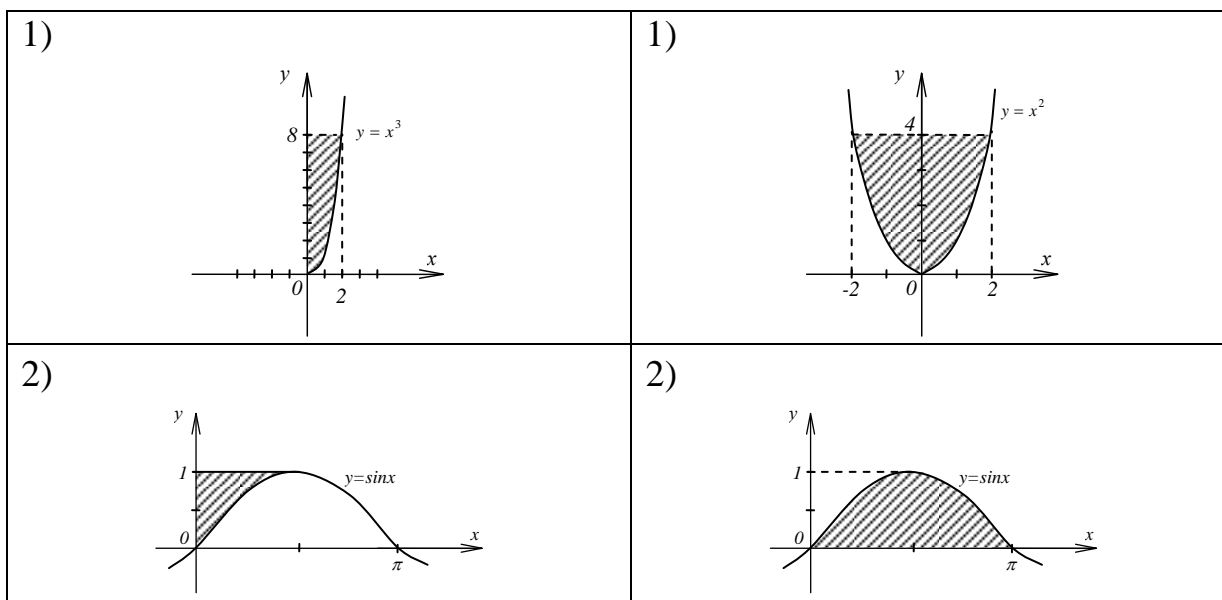 1)
y
8
y = x³
x
0
2
1)
y
4
y = x²
x
-2
0
2
2)
y
1
y=sinx
0
x
π
2)
y
1
y=sinx
0
x
π